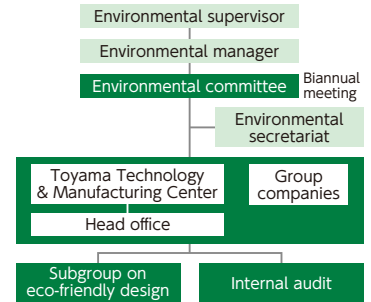 Environmental supervisor
Environmental manager
Environmental committee
Biannual
meeting
Environmental
secretariat
Toyama Technology
& Manufacturing Center
Group
companies
Head office
Subgroup on
eco-friendly design
Internal audit